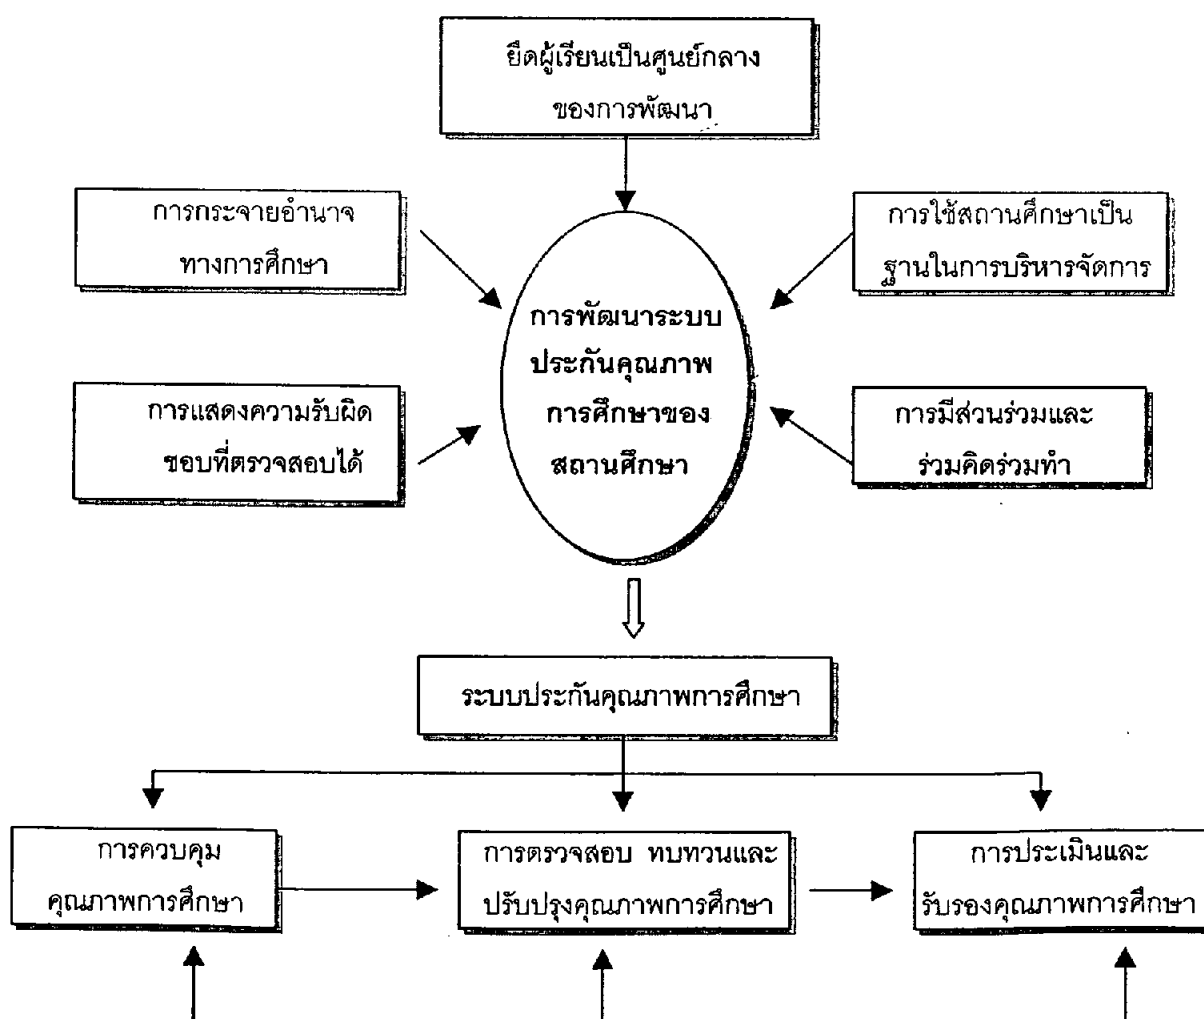 ยึดผู้เรียนเป็นศูนย์กลาง
ของการพัฒนา
การกระจายอำนาจ
ทางการศึกษา
การใช้สถานศึกษาเป็น
ฐานในการบริหารจัดการ
การพัฒนาระบบ
ประกันคุณภาพ
การศึกษาของ
สถานศึกษา
การแสดงความรับผิด
ชอบที่ตรวจสอบได้
การมีส่วนร่วมและ
ร่วมคิดร่วมทำ
ระบบประกันคุณภาพการศึกษา
การควบคุม
คุณภาพการศึกษา
การตรวจสอบ ทบทวนและ
ปรับปรุงคุณภาพการศึกษา
การประเมินและ
รับรองคุณภาพการศึกษา